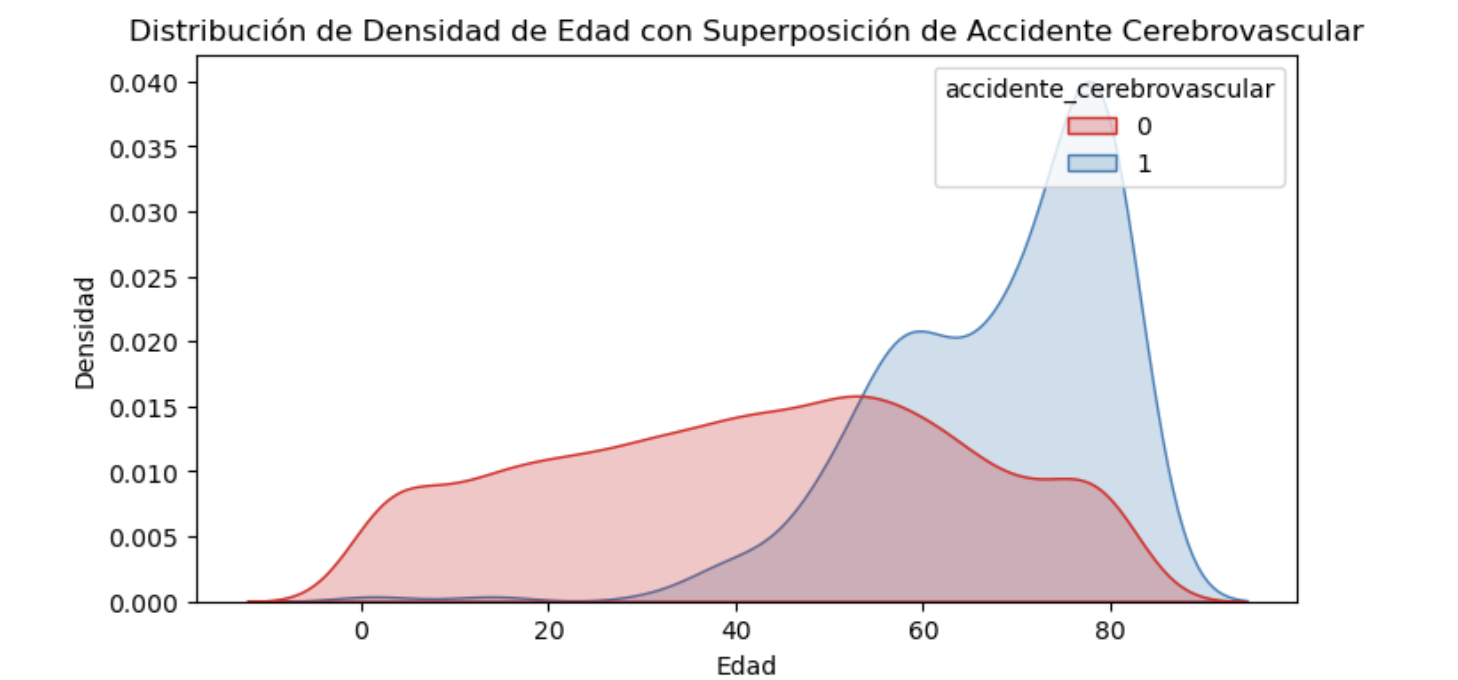 Distribución de Densidad de Edad con Superposición de Accidente Cerebrovascular
accidente_cerebrovascular
0
1
0.040
0.035
0.030
0.025
0.020
0.015
0.010
0.005
0.000
Densidad
0 20 40 60 80
Edad